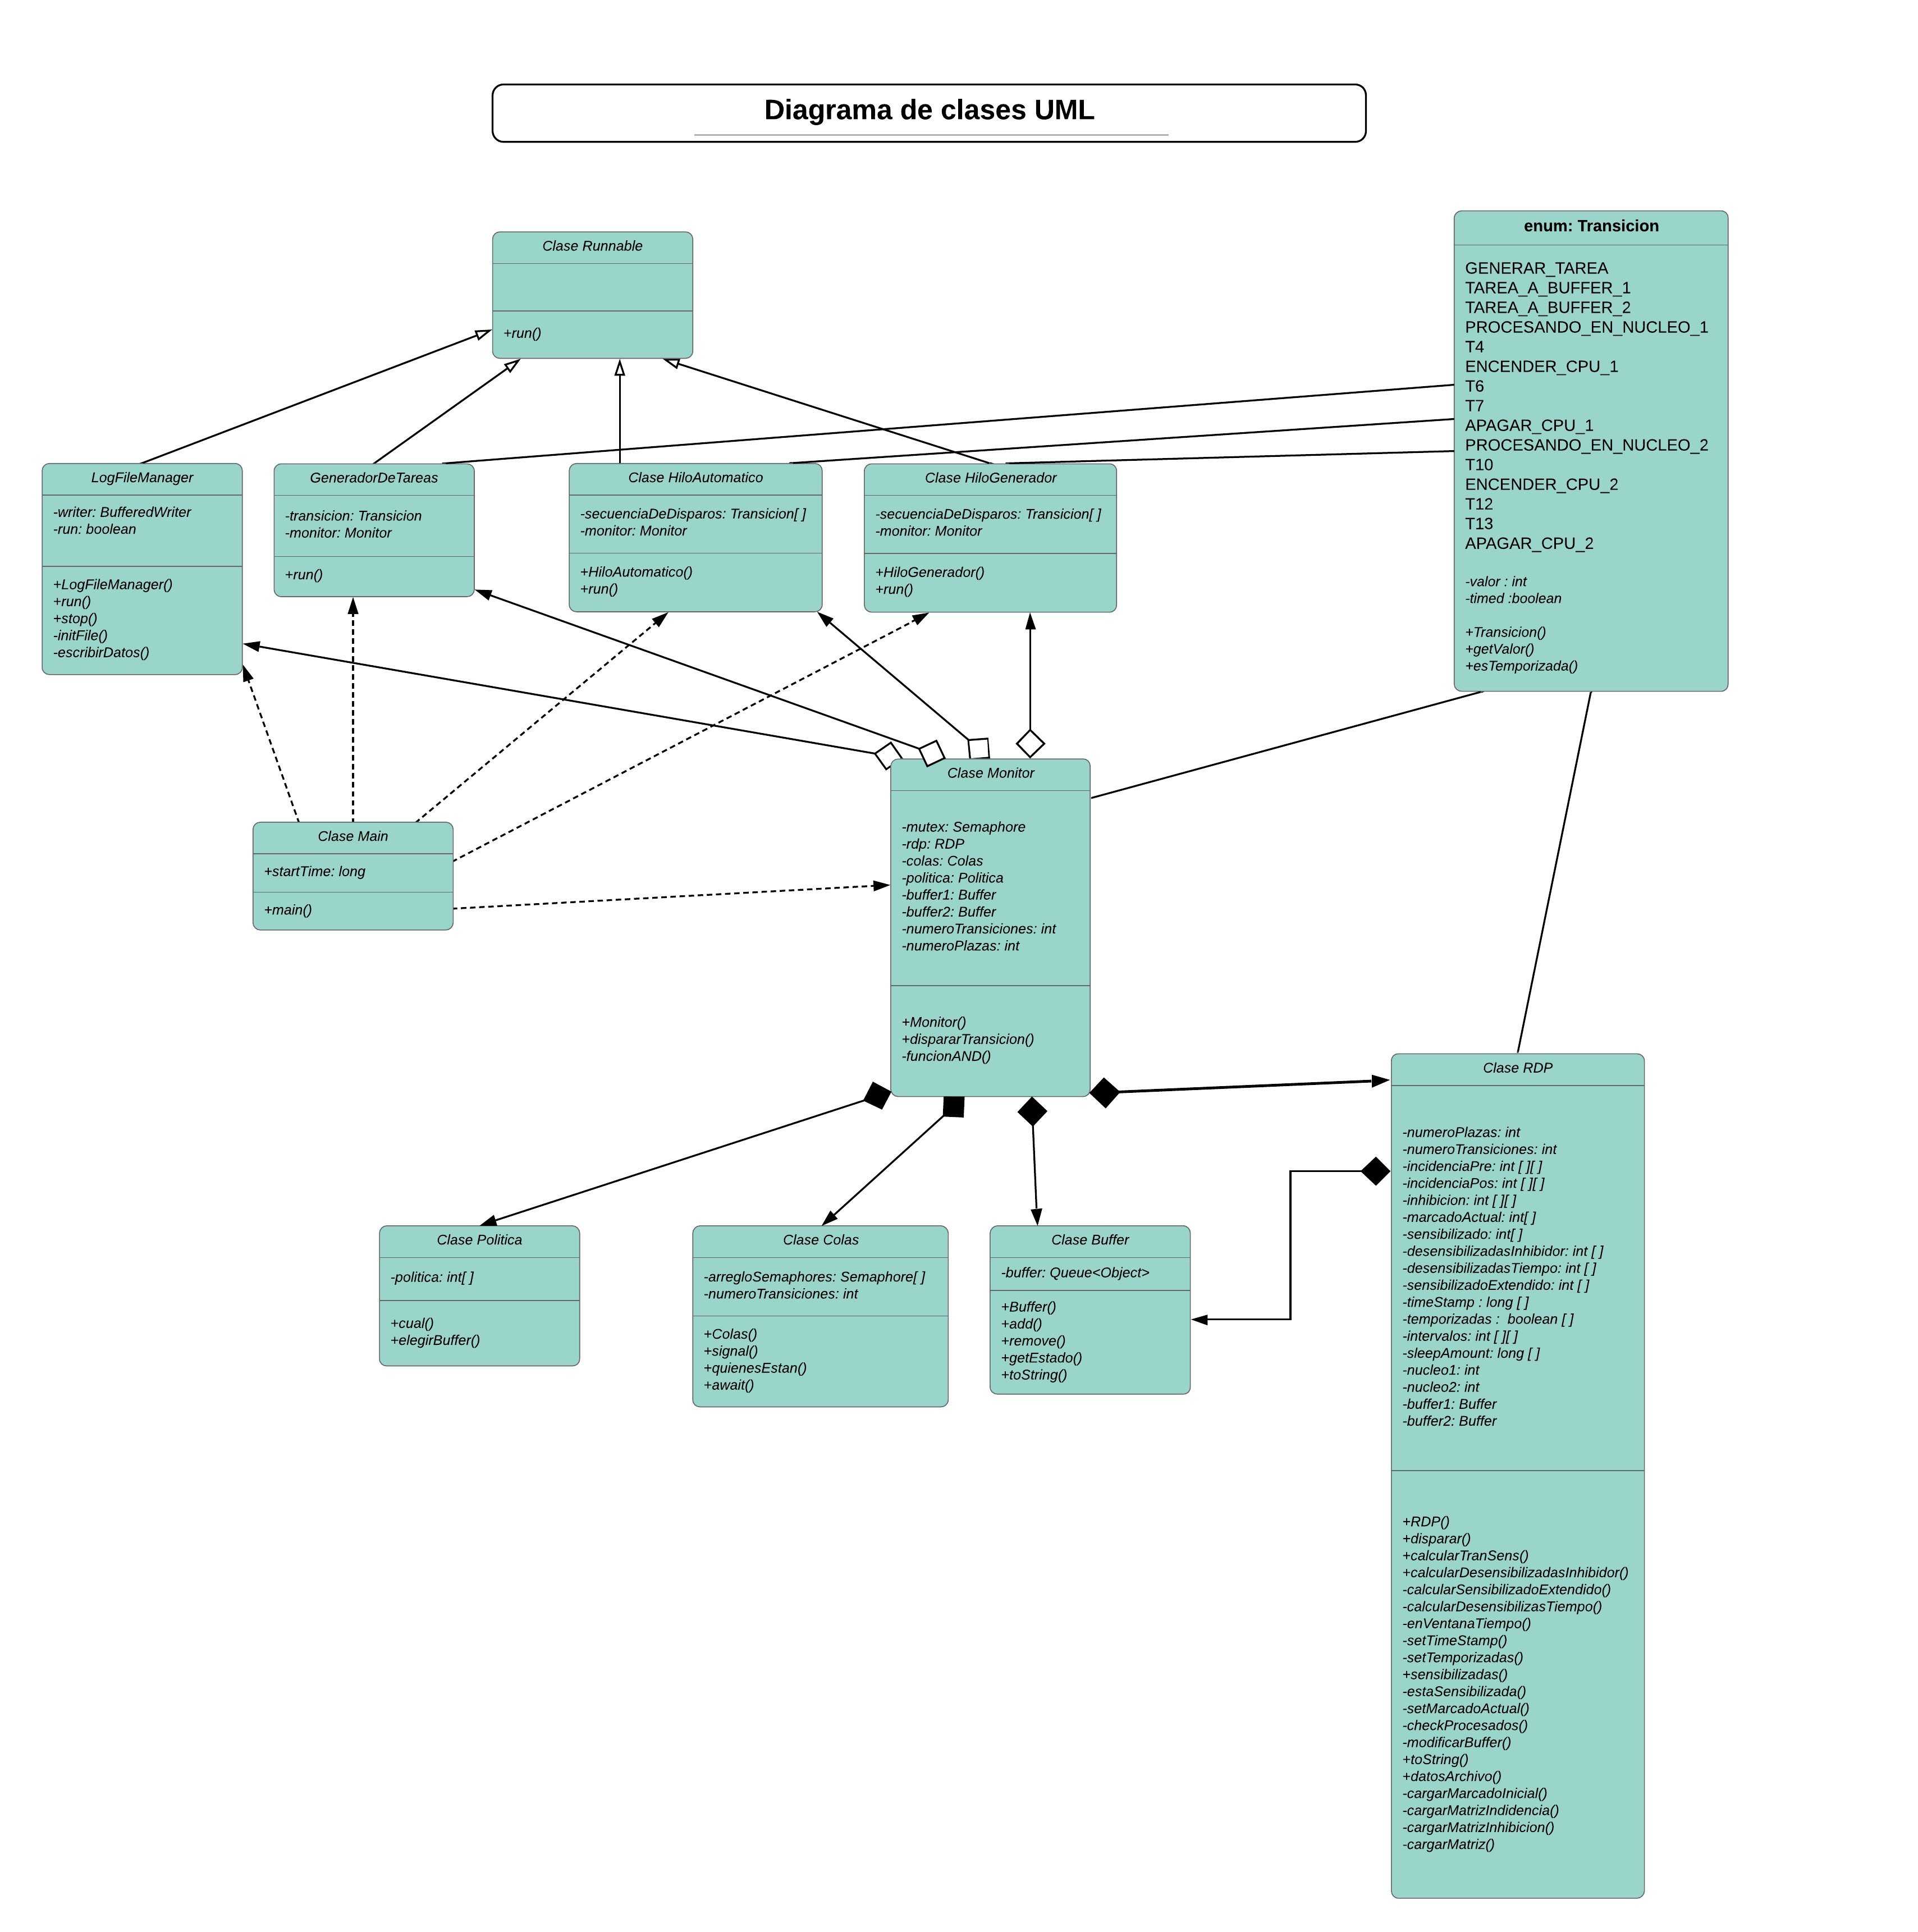 Diagrama de clases UML
Clase Runnable
+run()
enum: Transicion
GENERAR_TAREA
TAREA_A_BUFFER_1
TAREA_A_BUFFER_2
PROCESANDO_EN_NUCLEO_1
T4
ENCENDER_CPU_1
T6
T7
APAGAR_CPU_1
PROCESANDO_EN_NUCLEO_2
T10
ENCENDER_CPU_2
T12
T13
APAGAR_CPU_2
-valor : int
-timed :boolean
+Transicion()
+getValor()
+esTemporizada()
LogFileManager
-writer: BufferedWriter
-run: boolean
+LogFileManager()
+run()
+stop()
-initFile()
-escribirDatos()
GeneradorDeTareas
-transicion: Transicion
-monitor: Monitor
+run()
Clase HiloAutomatico
-secuenciaDeDisparos: Transicion[ ]
-monitor: Monitor
+HiloAutomatico()
+run()
Clase HiloGenerador
-secuenciaDeDisparos: Transicion[ ]
-monitor: Monitor
+HiloGenerador()
+run()
Clase Main
+startTime: long
+main()
Clase Monitor
-mutex: Semaphore
-rdp: RDP
-colas: Colas
-politica: Politica
-buffer1: Buffer
-buffer2: Buffer
-numeroTransiciones: int
-numeroPlazas: int
+Monitor()
+dispararTransicion()
-funcionAND()
Clase Politica
-politica: int[ ]
+cual()
+elegirBuffer()
Clase Colas
-arregloSemaphores: Semaphore[ ]
-numeroTransiciones: int
+Colas()
+signal()
+quienesEstan()
+await()
Clase Buffer
-buffer: Queue<Object>
+Buffer()
+add()
+remove()
+getEstado()
+toString()
Clase RDP
-numeroPlazas: int
-numeroTransiciones: int
-incidenciaPre: int [ ][ ]
-incidenciaPos: int [ ][ ]
-inhibicion: int [ ][ ]
-marcadoActual: int[ ]
-sensibilizado: int[ ]
-desensibilizadasInhibidor: int [ ]
-desensibilizadasTiempo: int [ ]
-sensibilizadoExtendido: int [ ]
-timeStamp : long [ ]
-temporizadas :  boolean [ ]
-intervalos: int [ ][ ]
-sleepAmount: long [ ]
-nucleo1: int
-nucleo2: int
-buffer1: Buffer
-buffer2: Buffer
+RDP()
+disparar()
+calcularTranSens()
+calcularDesensibilizadasInhibidor()
-calcularSensibilizadoExtendido()
-calcularDesensibilizasTiempo()
-enVentanaTiempo()
-setTimeStamp()
-setTemporizadas()
+sensibilizadas()
-estaSensibilizada()
-setMarcadoActual()
-checkProcesados()
-modificarBuffer()
+toString()
+datosArchivo()
-cargarMarcadoInicial()
-cargarMatrizIndidencia()
-cargarMatrizInhibicion()
-cargarMatriz()